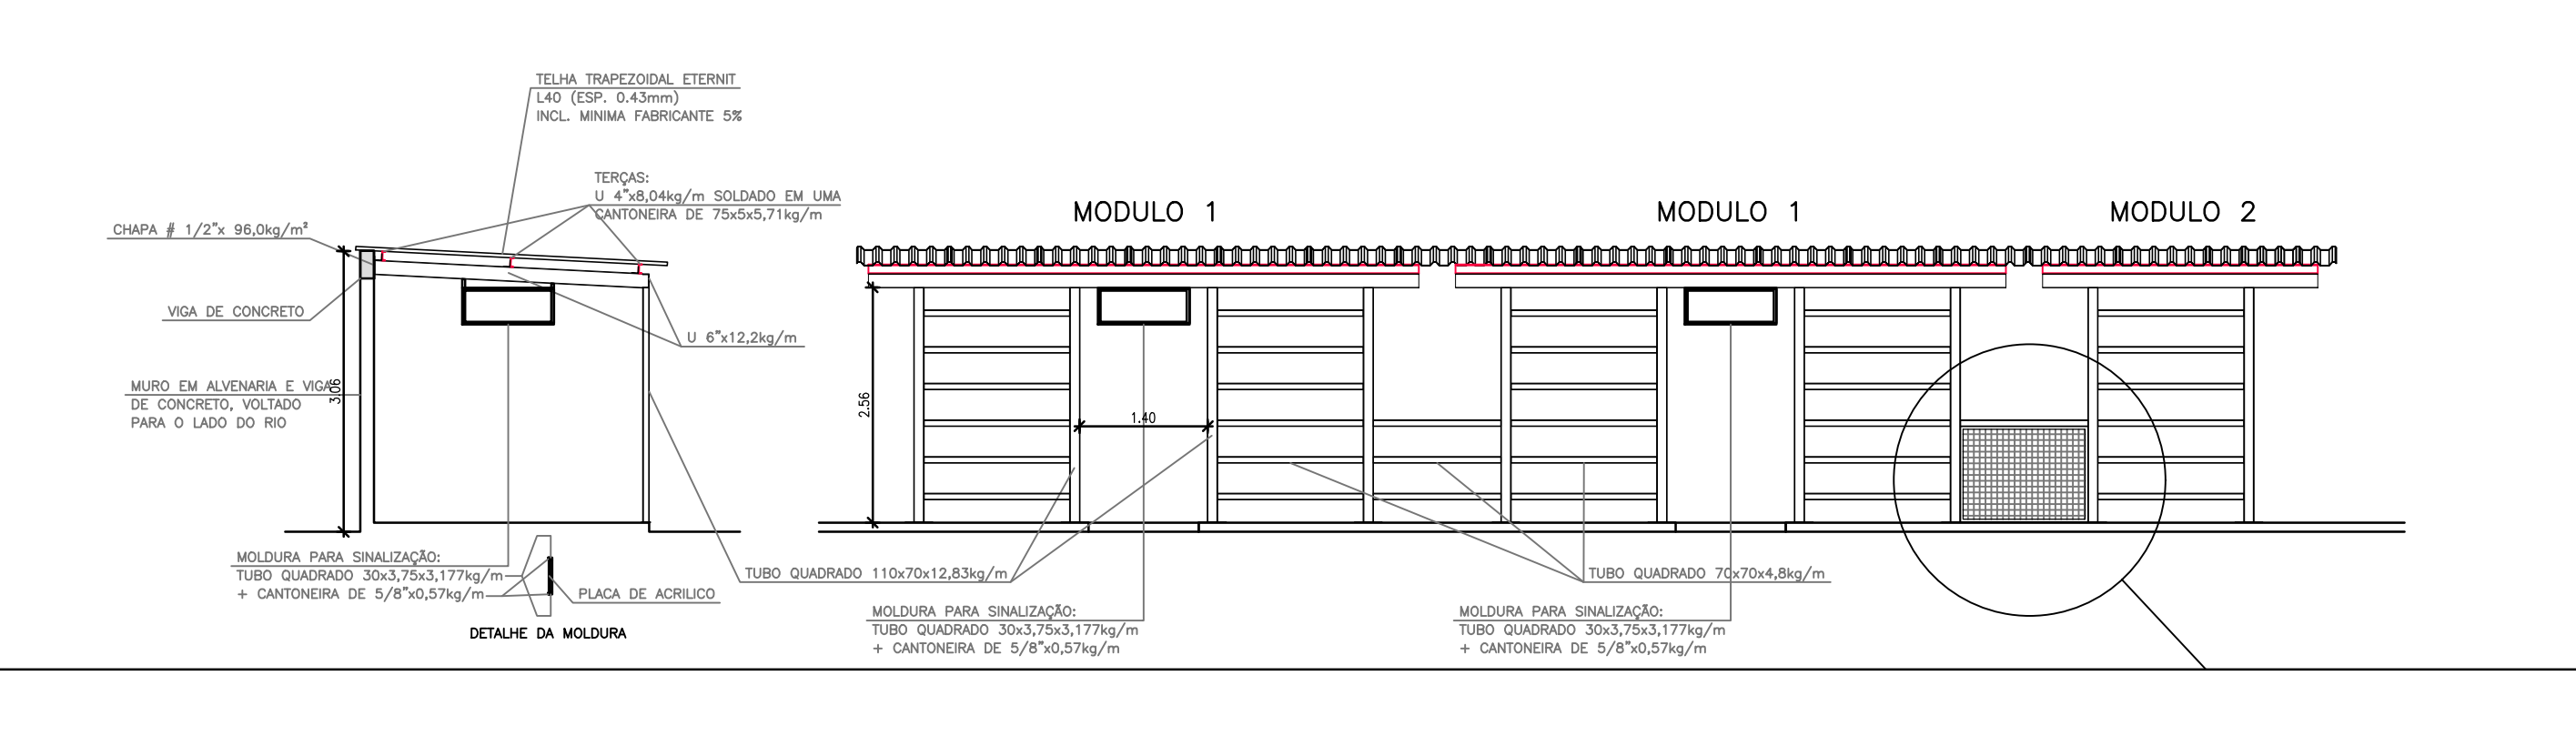 TELHA TRAPEZOIDAL ETERNIT
L40 (ESP. 0.43mm)
INCL. MINIMA FABRICANTE 5%
TERÇAS:
U 4"x8,04kg/m SOLDADO EM UMA
CANTONEIRA DE 75x5x5,71kg/m
CHAPA # 1/2"x 96,0kg/m²
VIGA DE CONCRETO
U 6"x12,2kg/m
MURO EM ALVENARIA E VIGA
DE CONCRETO, VOLTADO
PARA O LADO DO RIO
3.06
MOLDURA PARA SINALIZAÇÃO:
TUBO QUADRADO 30x3,75x3,177kg/m
+ CANTONEIRA DE 5/8"x0,57kg/m
PLACA DE ACRILICO
DETALHE DA MOLDURA
MODULO 1
MODULO 1
MODULO 2
2.56
1.40
TUBO QUADRADO 110x70x12,83kg/m
TUBO QUADRADO 70x70x4,8kg/m
MOLDURA PARA SINALIZAÇÃO:
TUBO QUADRADO 30x3,75x3,177kg/m
+ CANTONEIRA DE 5/8"x0,57kg/m
MOLDURA PARA SINALIZAÇÃO:
TUBO QUADRADO 30x3,75x3,177kg/m
+ CANTONEIRA DE 5/8"x0,57kg/m